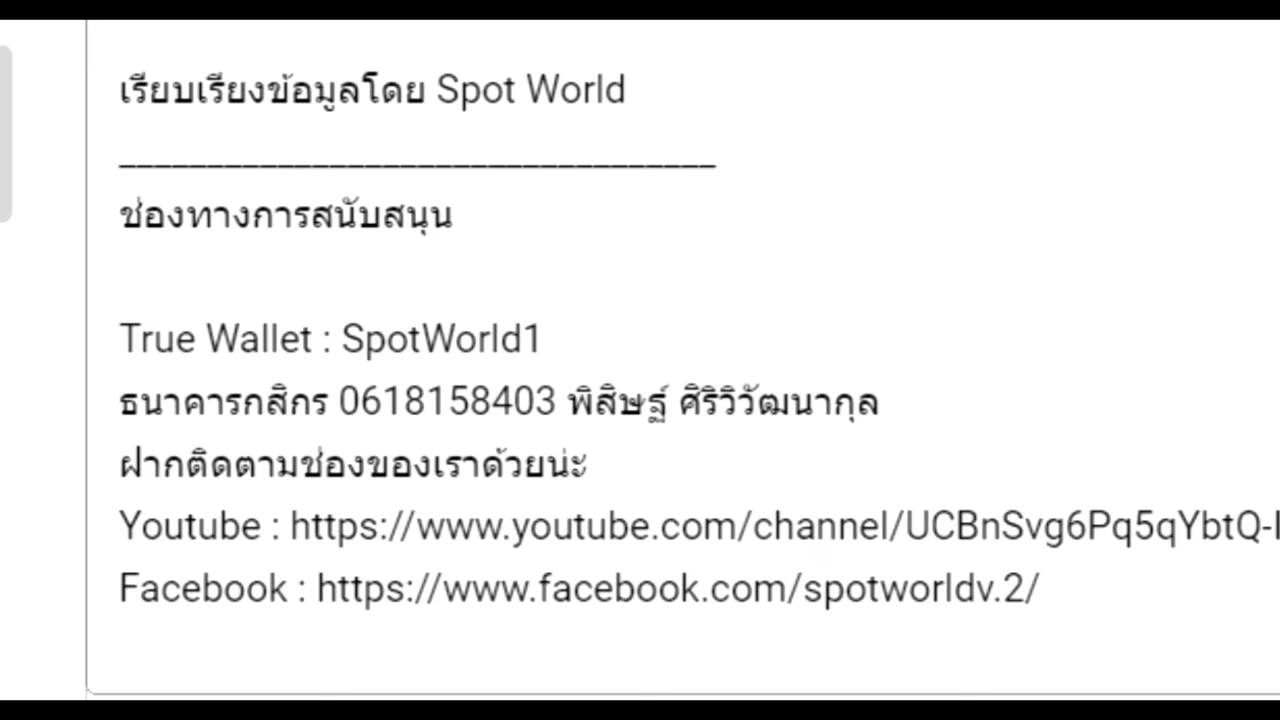 เรียบเรียงข้อมูลโดย Spot World
__________________________________
ช่องทางการสนับสนุน
True Wallet : SpotWorld1
ธนาคารกสิกร 0618158403 พิสิษฐ์ ศิริวิวัฒนากุล
ฝากติดตามช่องของเราด้วยน่ะ
Youtube : https://www.youtube.com/channel/UCBnSvg6Pq5qYbtQ-
Facebook : https://www.facebook.com/spotworldv.2/